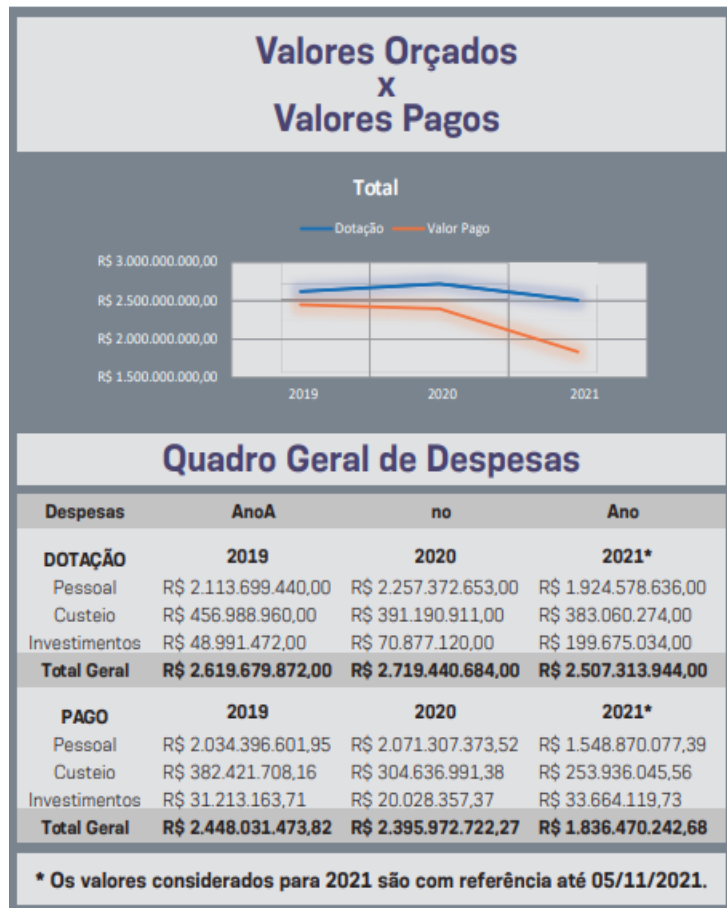 Valores Orçados
x
Valores Pagos
Total
Dotação Valor Pago
R$ 3.000.000.000,00
R$ 2.500.000.000,00
R$ 2.000.000.000,00
R$ 1.500.000.000,00
2019 2020 2021
Quadro Geral de Despesas
Despesas AnoA no Ano
DOTAÇÃO 2019 2020 2021*
Pessoal R$ 2.113.699.440,00 R$ 2.257.372.653,00 R$ 1.924.578.636,00
Custeio R$ 456.988.960,00 R$ 391.190.911,00 R$ 383.060.274,00
Investimentos R$ 48.991.472,00 R$ 70.877.120,00 R$ 199.675.034,00
Total Geral R$ 2.619.679.872,00 R$ 2.719.440.684,00 R$ 2.507.313.944,00
PAGO 2019 2020 2021*
Pessoal R$ 2.034.396.601,95 R$ 2.071.307.373,52 R$ 1.548.870.077,39
Custeio R$ 382.421.708,16 R$ 304.636.991,38 R$ 253.936.045,56
Investimentos R$ 31.213.163,71 R$ 20.028.357,37 R$ 33.664.119,73
Total Geral R$ 2.448.031.473,82 R$ 2.395.972.722,27 R$ 1.836.470.242,68
* Os valores considerados para 2021 são com referência até 05/11/2021.